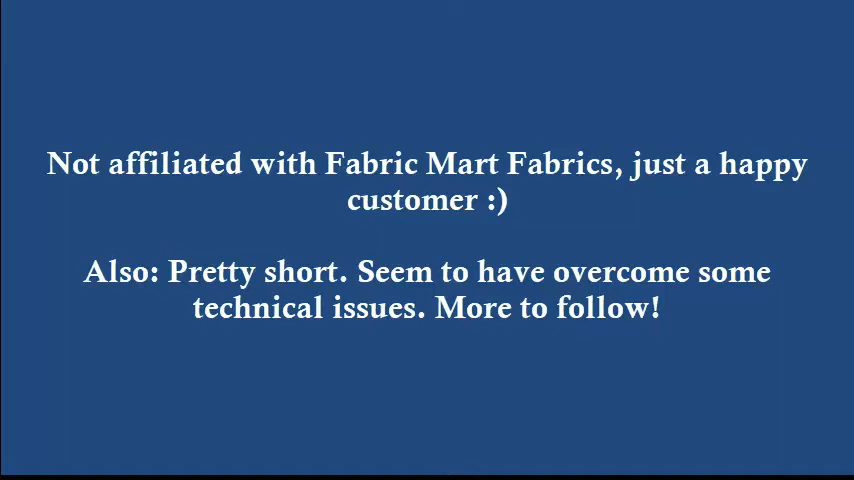 Not affiliated with Fabric Mart Fabrics, just a happy
customer :)
Also: Pretty short. Seem to have overcome some
technical issues. More to follow!